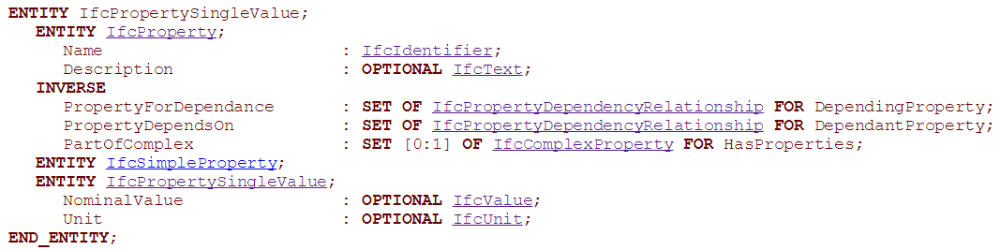 ENTITY IfcPropertySingleValue;
ENTITY IfcProperty;
Name : IfcIdentifier;
Description : OPTIONAL IfcText;
INVERSE
PropertyForDependance : SET OF IfcPropertyDependencyRelationship FOR DependingProperty;
PropertyDependsOn : SET OF IfcPropertyDependencyRelationship FOR DependantProperty;
PartOfComplex : SET [0:1] OF IfcComplexProperty FOR HasProperties;
ENTITY IfcSimpleProperty;
ENTITY IfcPropertySingleValue;
NominalValue : OPTIONAL IfcValue;
Unit : OPTIONAL IfcUnit;
END_ENTITY;